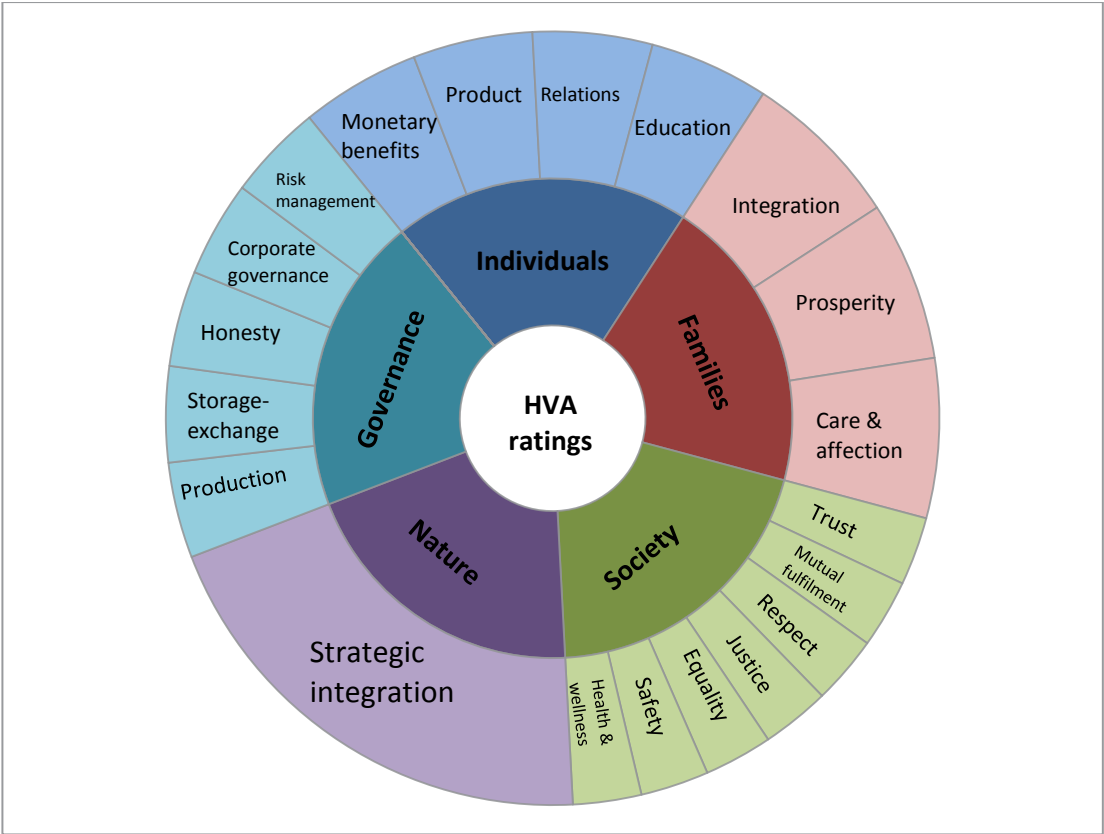 HVA
ratings
Individuals
Monetary
benefits
Product
Relations
Education
Families
Integration
Prosperity
Care &
affection
Society
Trust
Mutual
fulfilment
Respect
Justice
Equality
Safety
Health &
wellness
Nature
Strategic
integration
Governance
Production
Storage-
exchange
Honesty
Corporate
governance
Risk
management